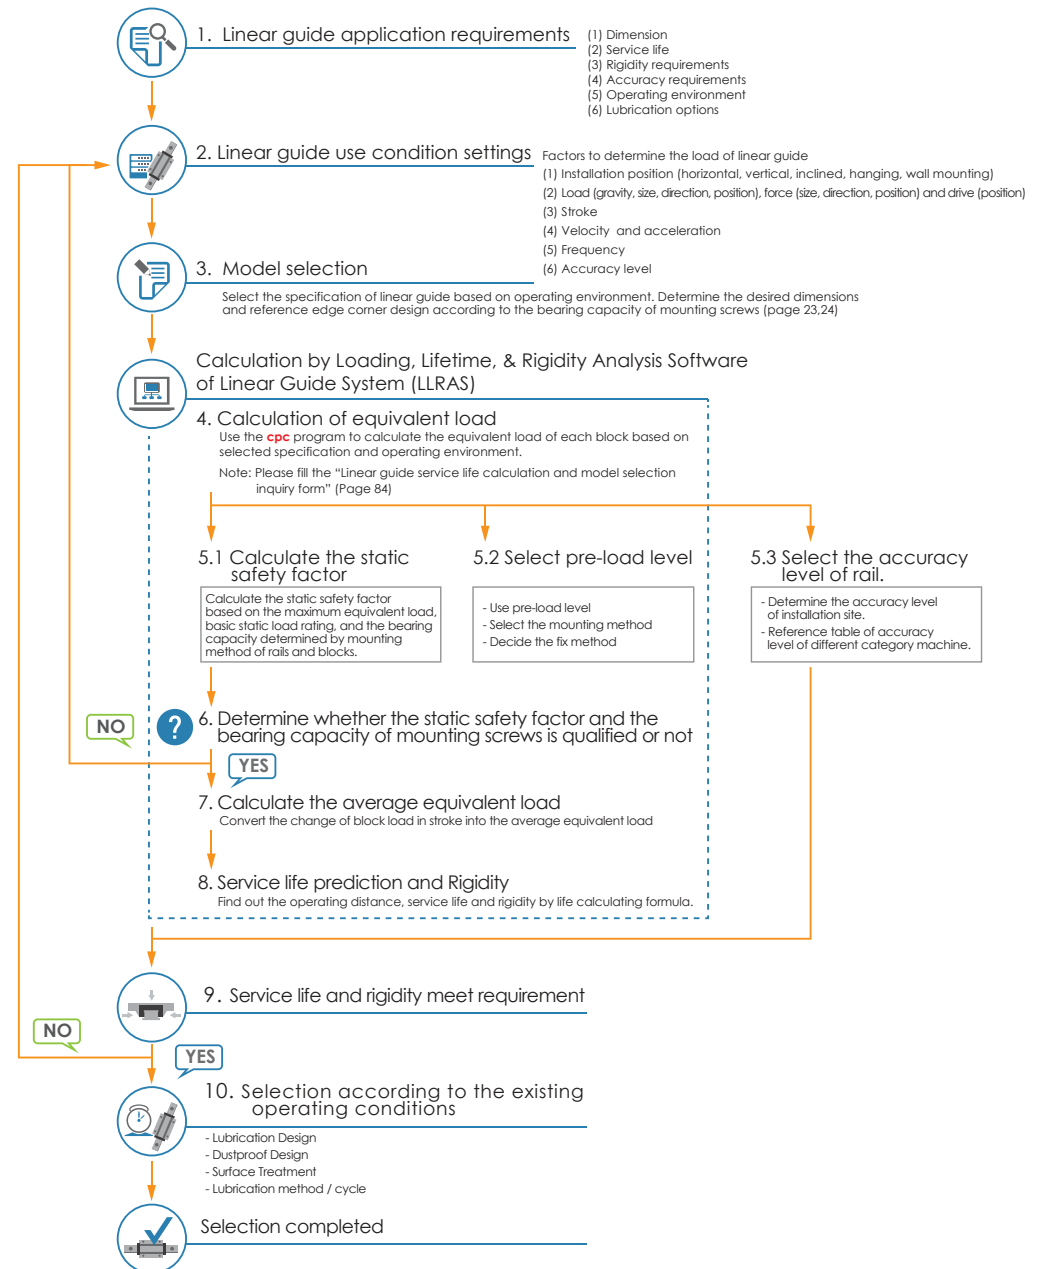 1. Linear guide application requirements
(1) Dimension
(2) Service life
(3) Rigidity requirements
(4) Accuracy requirements
(5) Operating environment
(6) Lubrication options
2. Linear guide use condition settings
Factors to determine the load of linear guide
(1) Installation position (horizontal, vertical, inclined, hanging, wall mounting)
(2) Load (gravity, size, direction, position), force (size, direction, position) and drive (position)
(3) Stroke
(4) Velocity and acceleration
(5) Frequency
(6) Accuracy level
3. Model selection
Select the specification of linear guide based on operating environment. Determine the desired dimensions
and reference edge corner design according to the bearing capacity of mounting screws (page 23,24)
Calculation by Loading, Lifetime, & Rigidity Analysis Software
of Linear Guide System (LLRAS)
4. Calculation of equivalent load
Use the cpc program to calculate the equivalent load of each block based on
selected specification and operating environment.
Note: Please fill the “Linear guide service life calculation and model selection
inquiry form” (Page 84)
5.1 Calculate the static
safety factor
Calculate the static safety factor
based on the maximum equivalent load,
basic static load rating, and the bearing
capacity determined by mounting
method of rails and blocks.
5.2 Select pre-load level
- Use pre-load level
- Select the mounting method
- Decide the fix method
5.3 Select the accuracy
level of rail.
- Determine the accuracy level
of installation site.
- Reference table of accuracy
level of different category machine.
NO
?
6. Determine whether the static safety factor and the
bearing capacity of mounting screws is qualified or not
YES
7. Calculate the average equivalent load
Convert the change of block load in stroke into the average equivalent load
8. Service life prediction and Rigidity
Find out the operating distance, service life and rigidity by life calculating formula.
9. Service life and rigidity meet requirement
NO
YES
10. Selection according to the existing
operating conditions
- Lubrication Design
- Dustproof Design
- Surface Treatment
- Lubrication method / cycle
Selection completed